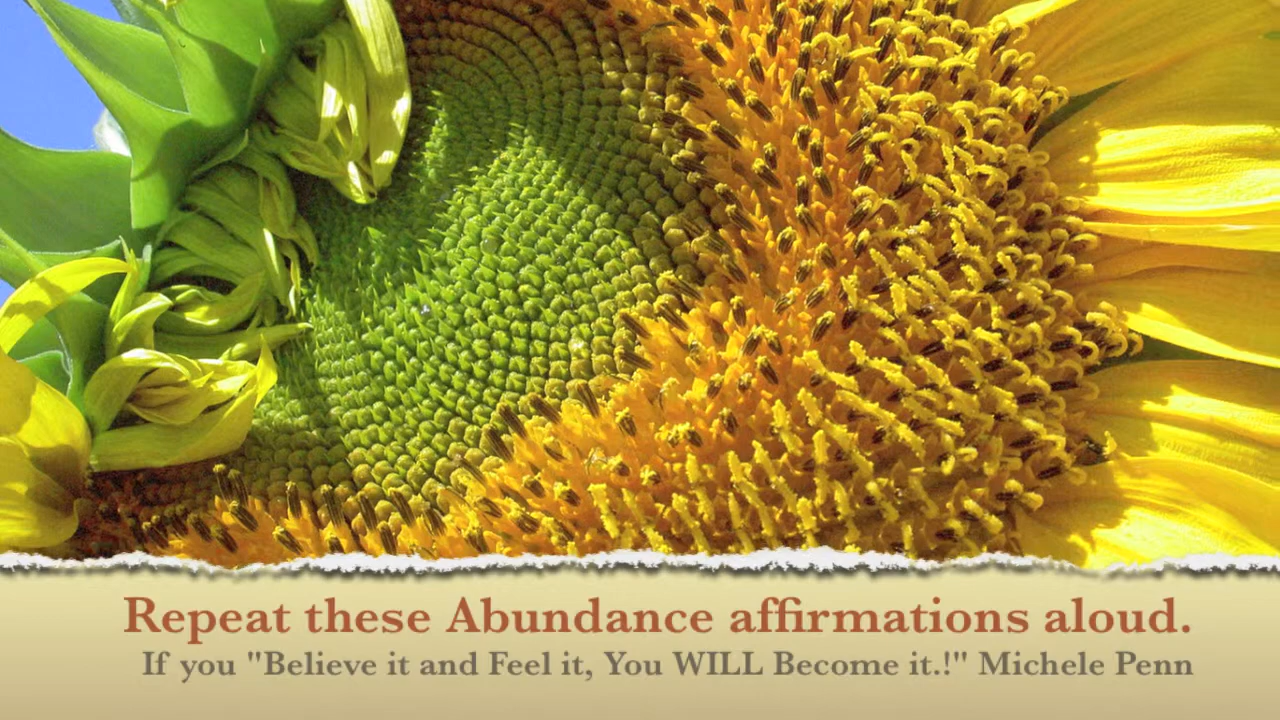 Repeat these Abundance affirmations aloud.
If you "Believe it and Feel it, You WILL Become it.!" Michele Penn